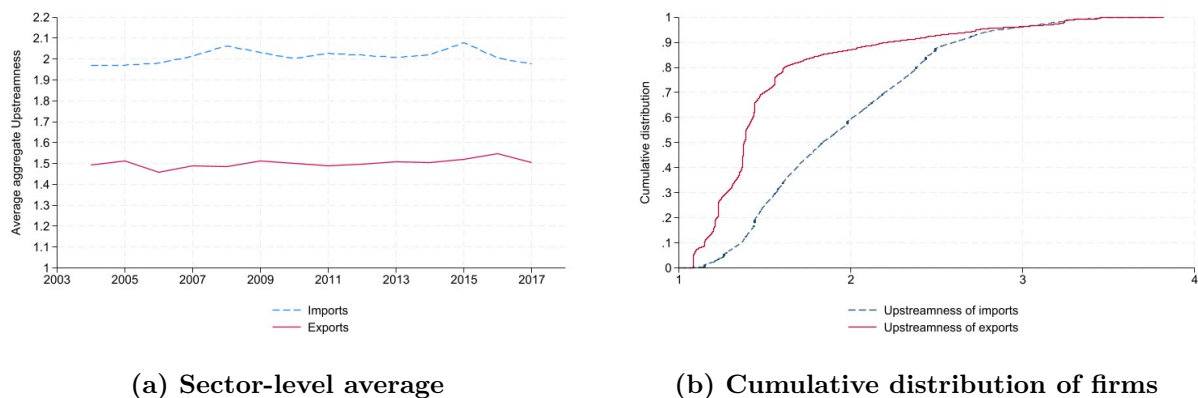 2.2
2.1
2
1.9
1.8
1.7
1.6
1.5
1.4
1.3
1.2
1.1
1
Average aggregate Upstreamness
2003 2005 2007 2009 2011 2013 2015 2017
Imports
Exports
(a) Sector-level average
1
.9
.8
.7
.6
.5
.4
.3
.2
.1
0
Cumulative distribution
1 2 3 4
Upstreamness of imports
Upstreamness of exports
(b) Cumulative distribution of firms